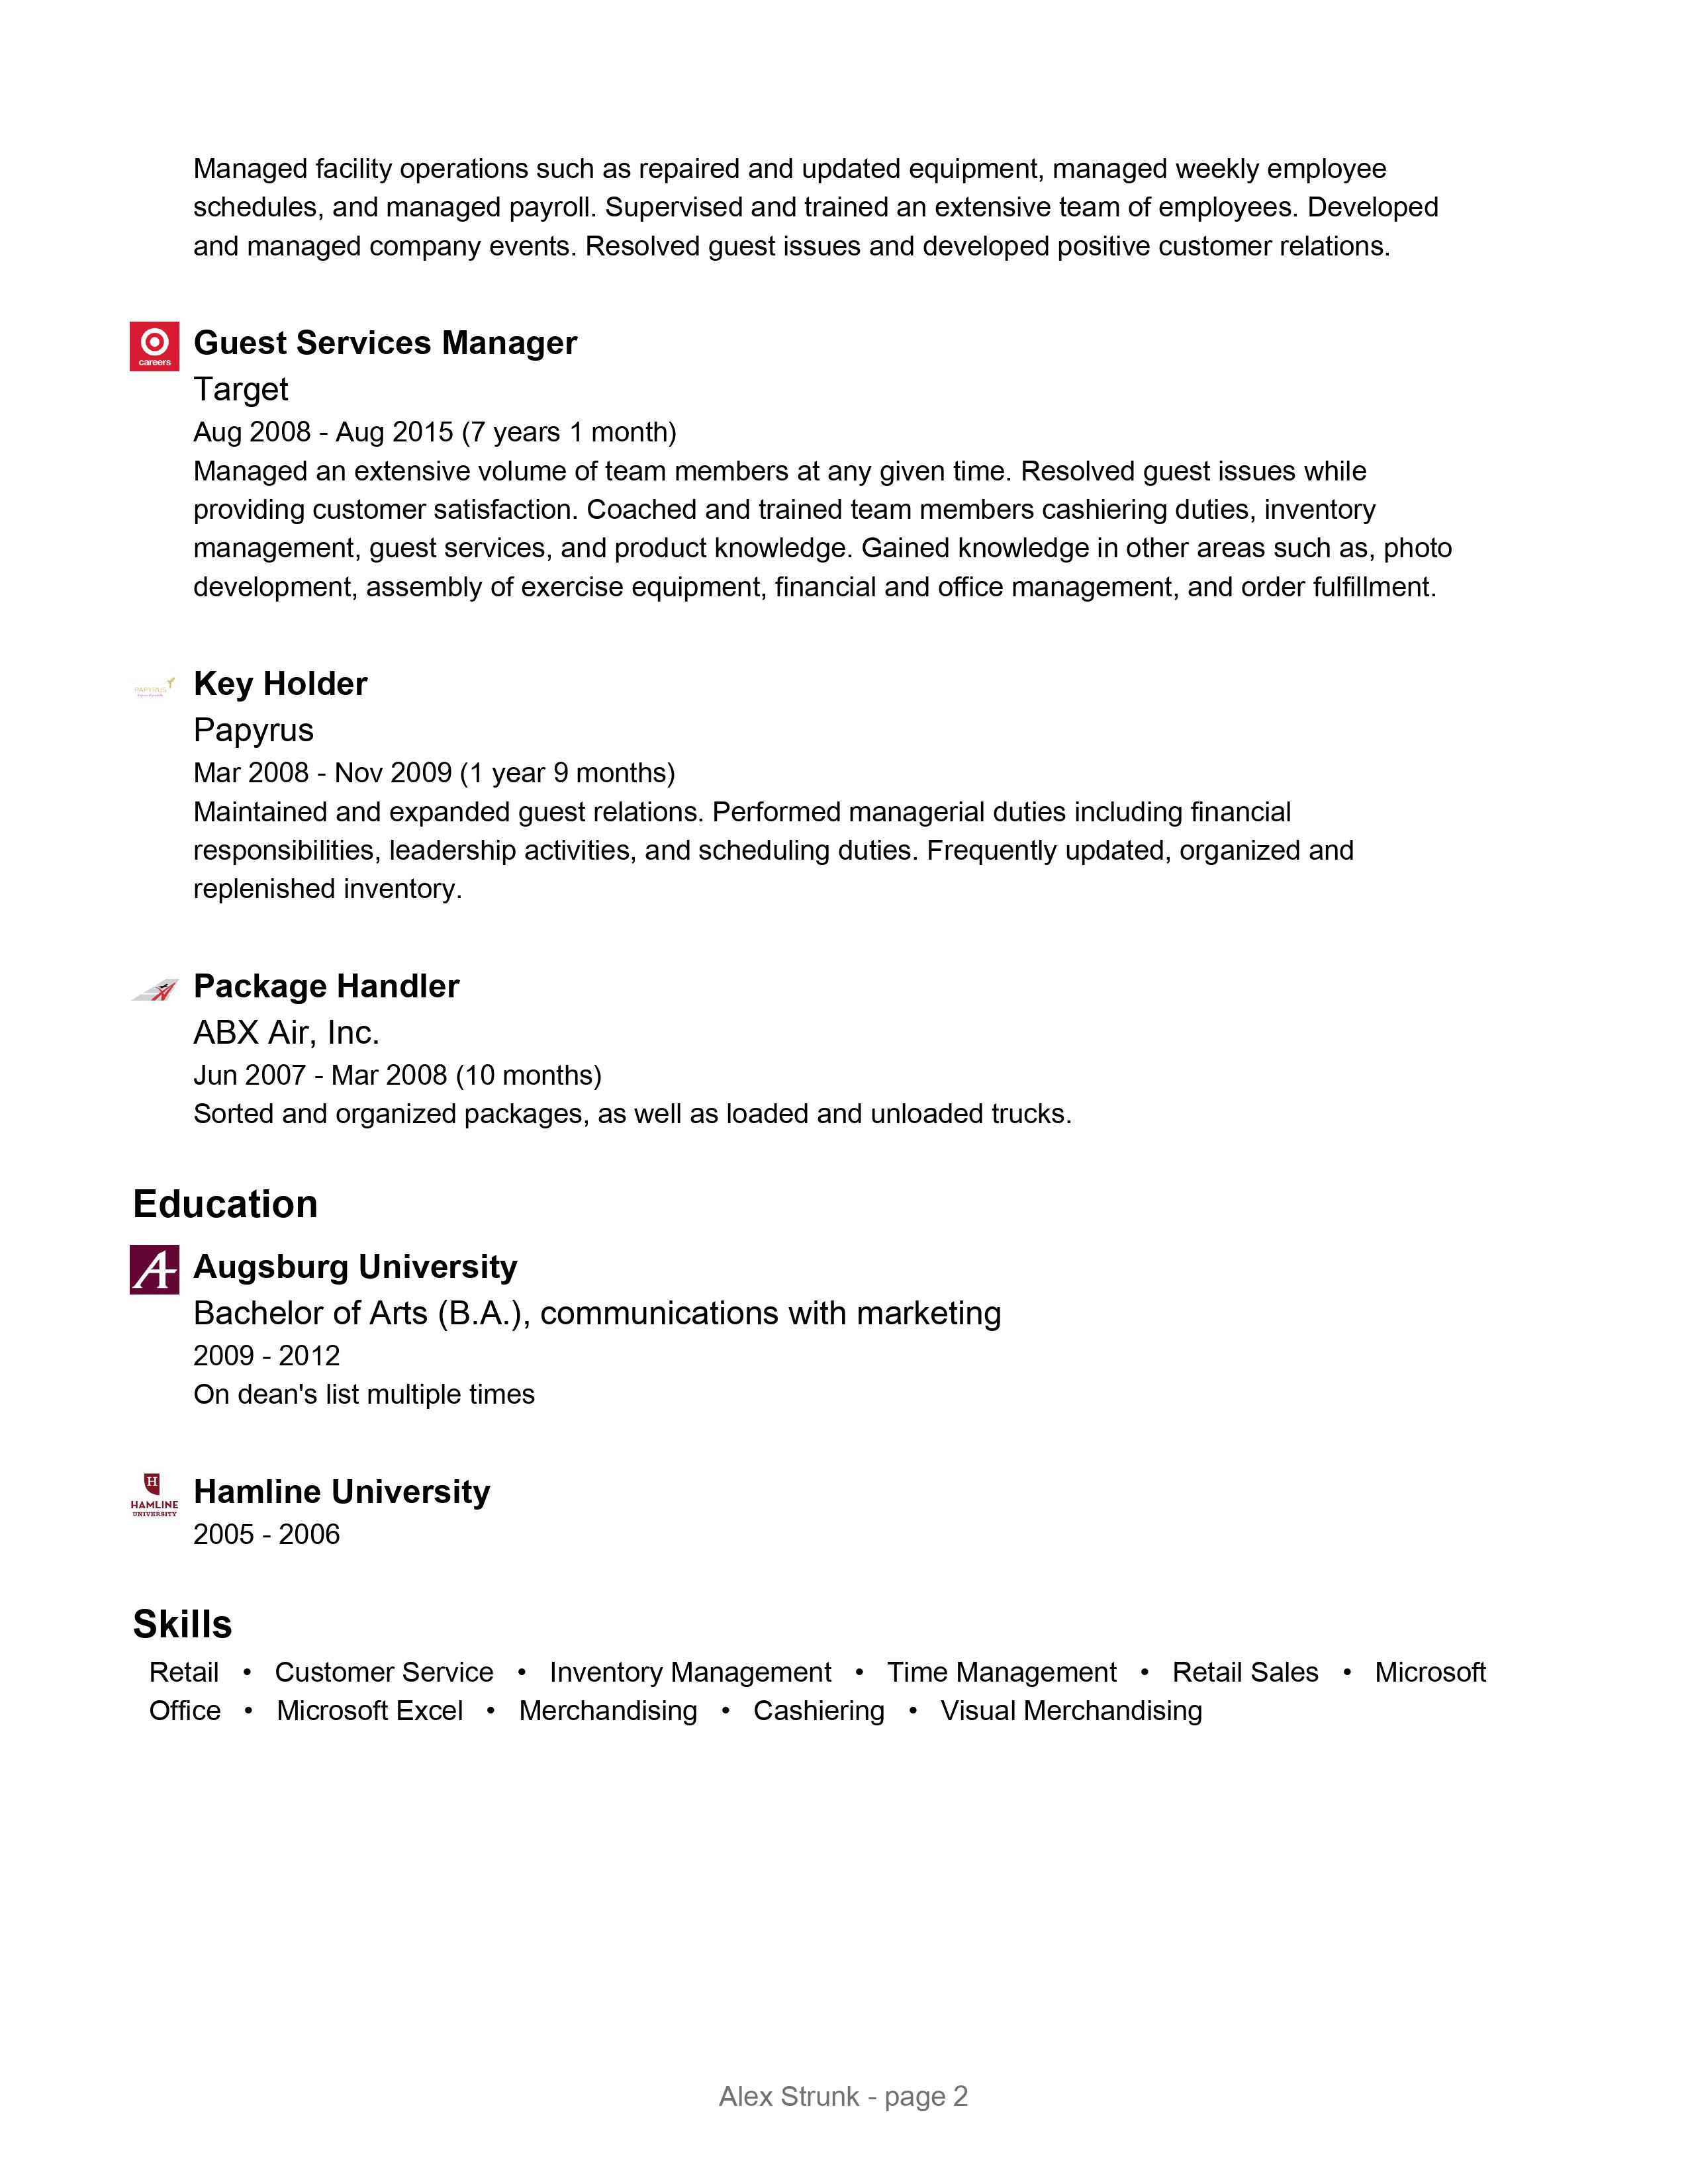 Managed facility operations such as repaired and updated equipment, managed weekly employee
schedules, and managed payroll. Supervised and trained an extensive team of employees. Developed
and managed company events. Resolved guest issues and developed positive customer relations.
careers
Guest Services Manager
Target
Aug 2008 - Aug 2015 (7 years 1 month)
Managed an extensive volume of team members at any given time. Resolved guest issues while
providing customer satisfaction. Coached and trained team members cashiering duties, inventory
management, guest services, and product knowledge. Gained knowledge in other areas such as, photo
development, assembly of exercise equipment, financial and office management, and order fulfillment.
PAPYRUS
Key Holder
Papyrus
Mar 2008 - Nov 2009 (1 year 9 months)
Maintained and expanded guest relations. Performed managerial duties including financial
responsibilities, leadership activities, and scheduling duties. Frequently updated, organized and
replenished inventory.
Package Handler
ABX Air, Inc.
Jun 2007 - Mar 2008 (10 months)
Sorted and organized packages, as well as loaded and unloaded trucks.
Education
A
Augsburg University
Bachelor of Arts (B.A.), communications with marketing
2009 - 2012
On dean's list multiple times
H
HAMLINE
UNIVERSITY
Hamline University
2005 - 2006
Skills
Retail • Customer Service • Inventory Management • Time Management • Retail Sales • Microsoft
Office • Microsoft Excel • Merchandising • Cashiering • Visual Merchandising
Alex Strunk - page 2